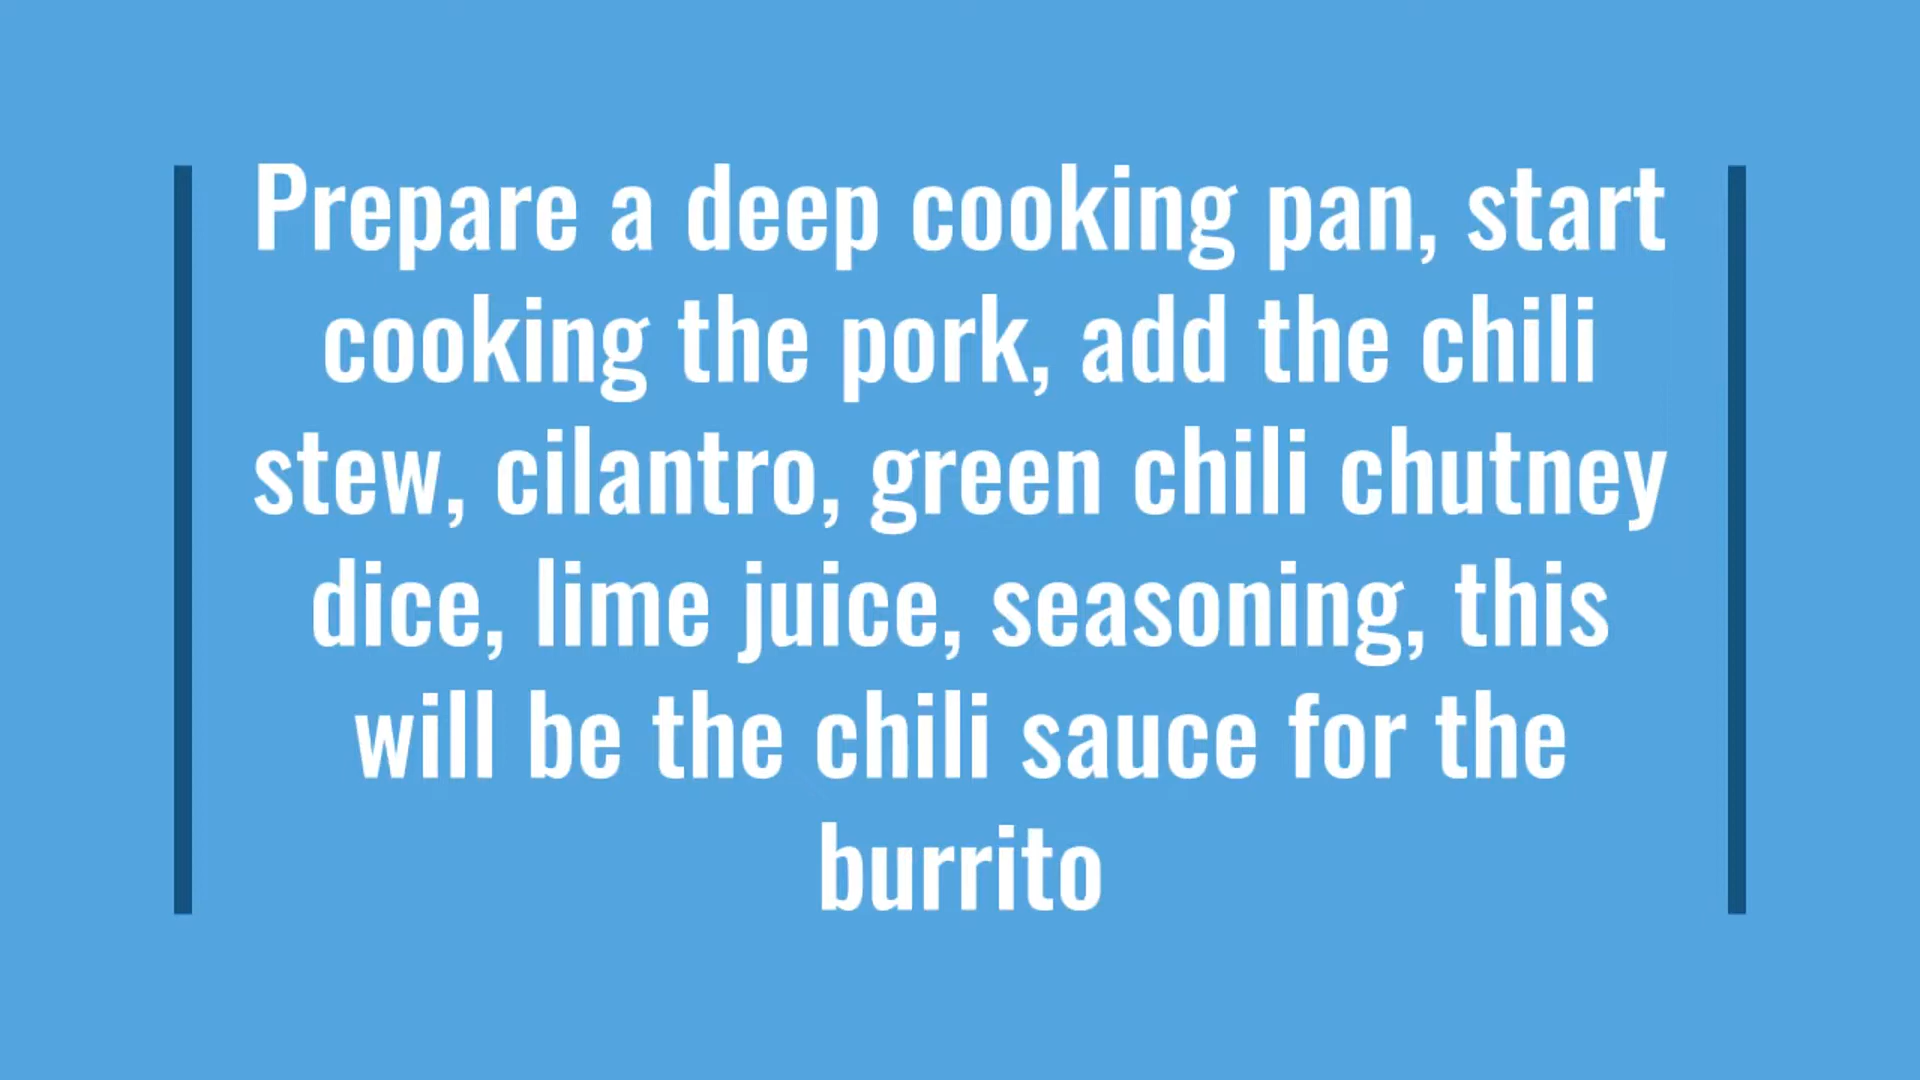 Prepare a deep cooking pan, start
cooking the pork, add the chili
stew, cilantro, green chili chutney
dice, lime juice, seasoning, this
will be the chili sauce for the
burrito